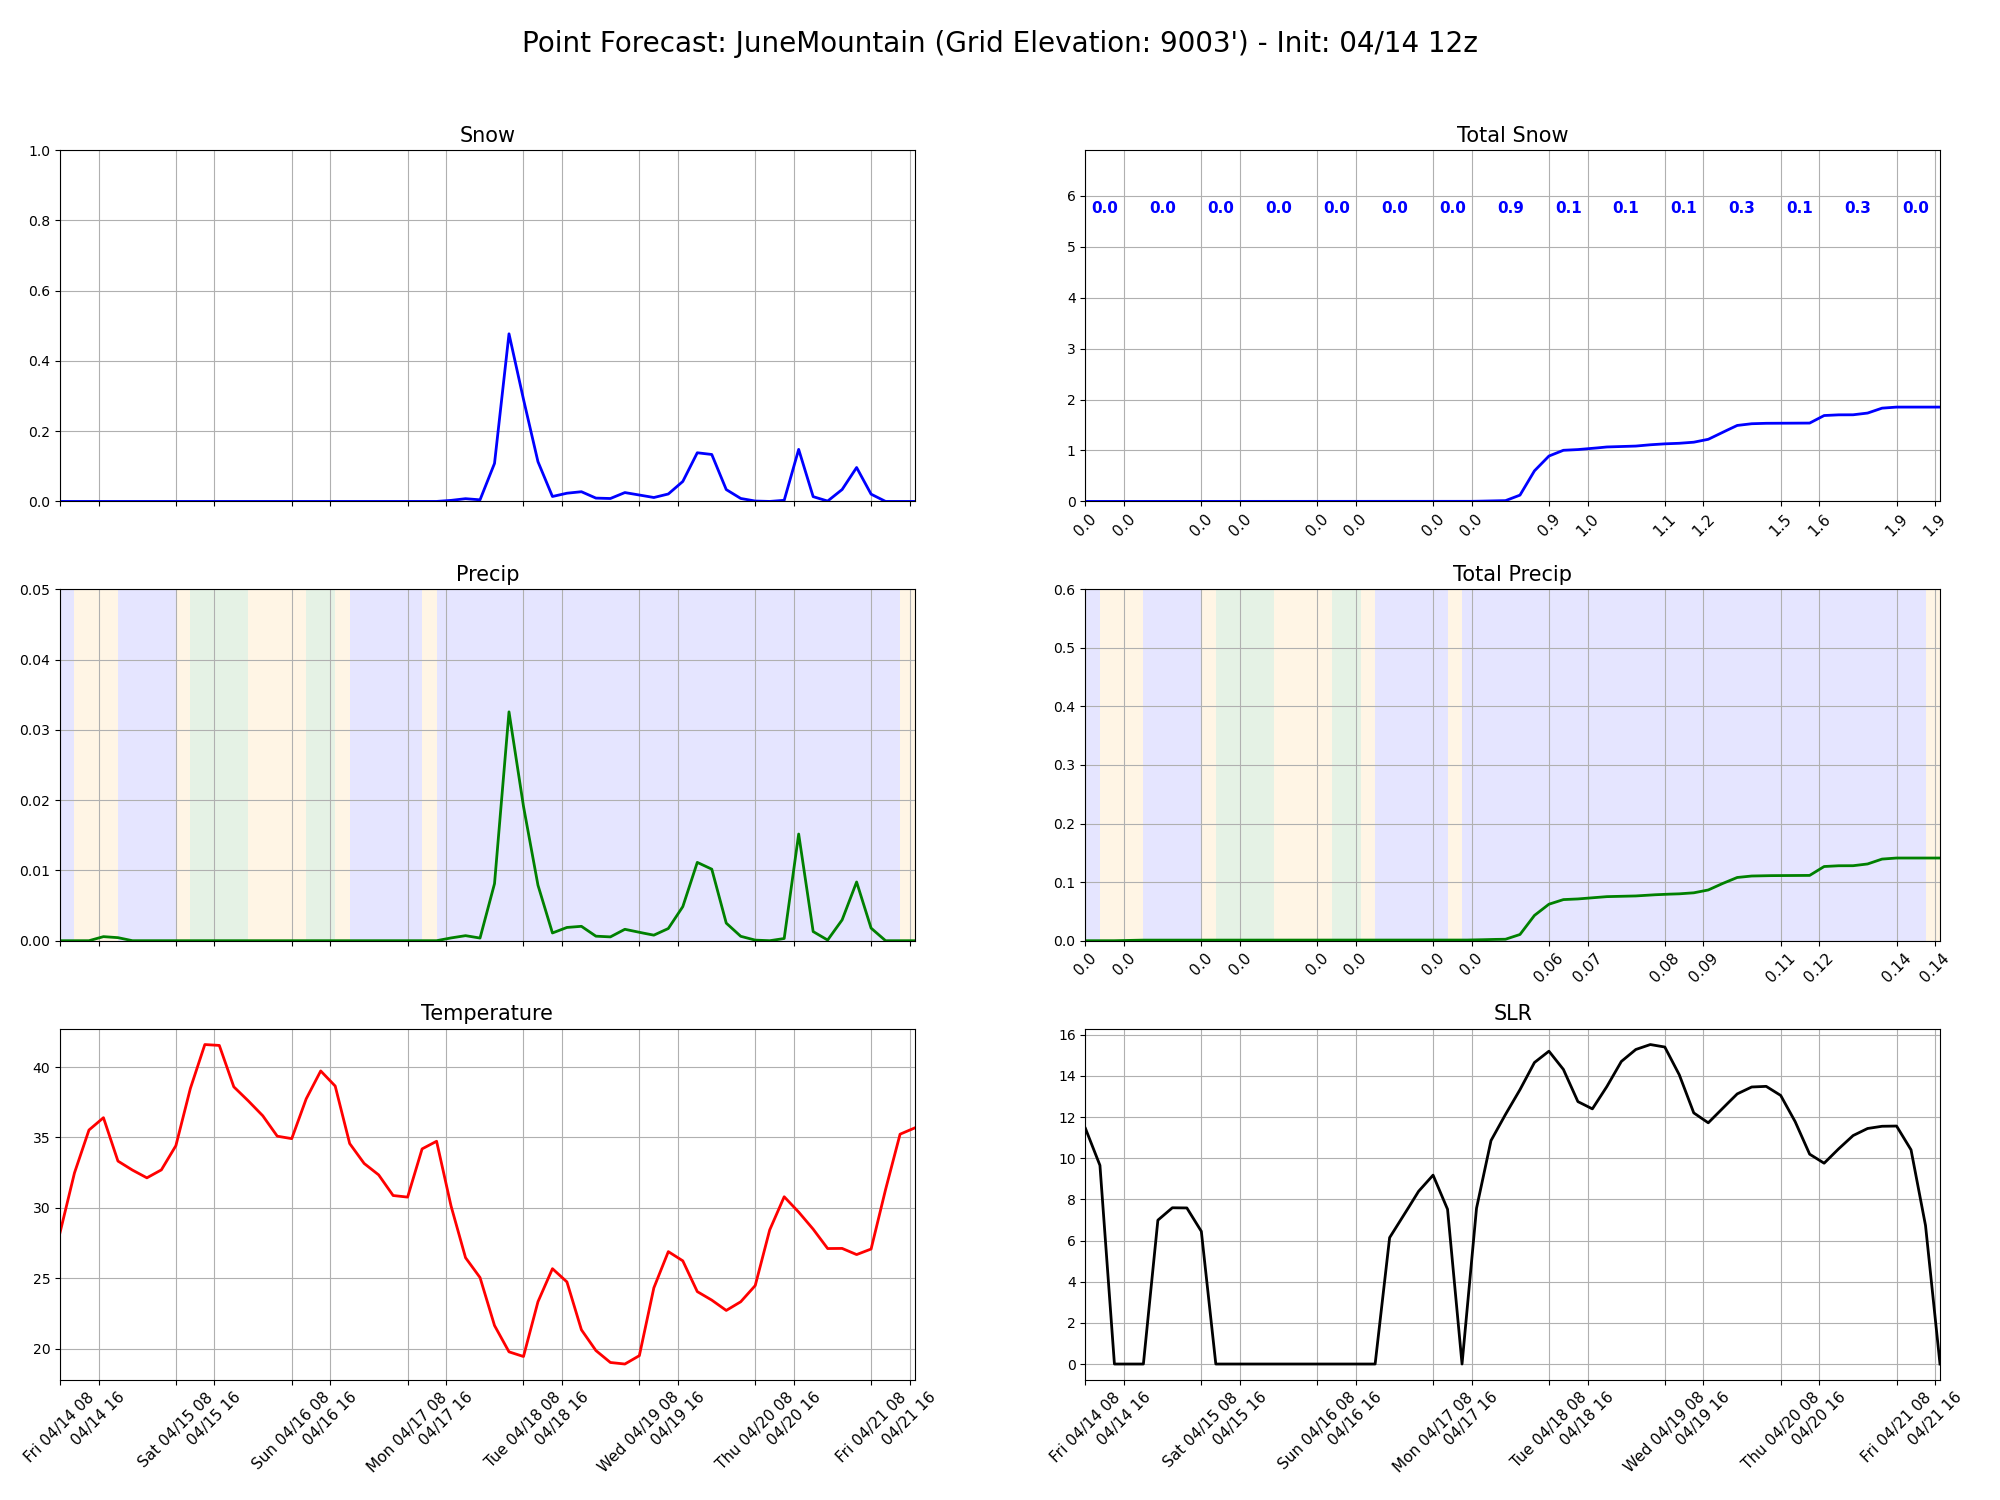 Point Forecast: JuneMountain (Grid Elevation: 9003') - Init: 04/14 12z
Snow
1.0
0.8
0.6
0.4
0.2
0.0
Total Snow
6
5
4
3
2
1
0
0.0 0.0 0.0 0.0 0.0 0.0 0.0 0.9 0.1 0.1 0.1 0.3 0.1 0.3 0.0
0.0 0.0 0.0 0.0 0.0 0.0 0.0 0.0 0.9 1.0 1.1 1.2 1.5 1.6 1.9 1.9
Precip
0.05
0.04
0.03
0.02
0.01
0.00
Total Precip
0.6
0.5
0.4
0.3
0.2
0.1
0.0
0.0 0.0 0.0 0.0 0.0 0.0 0.0 0.0 0.06 0.07 0.08 0.09 0.11 0.12 0.14 0.14
Temperature
40
35
30
25
20
Fri 04/14 08
04/14 16
Sat 04/15 08
04/15 16
Sun 04/16 08
04/16 16
Mon 04/17 08
04/17 16
Tue 04/18 08
04/18 16
Wed 04/19 08
04/19 16
Thu 04/20 08
04/20 16
Fri 04/21 08
04/21 16
SLR
16
14
12
10
8
6
4
2
0
Fri 04/14 08
04/14 16
Sat 04/15 08
04/15 16
Sun 04/16 08
04/16 16
Mon 04/17 08
04/17 16
Tue 04/18 08
04/18 16
Wed 04/19 08
04/19 16
Thu 04/20 08
04/20 16
Fri 04/21 08
04/21 16